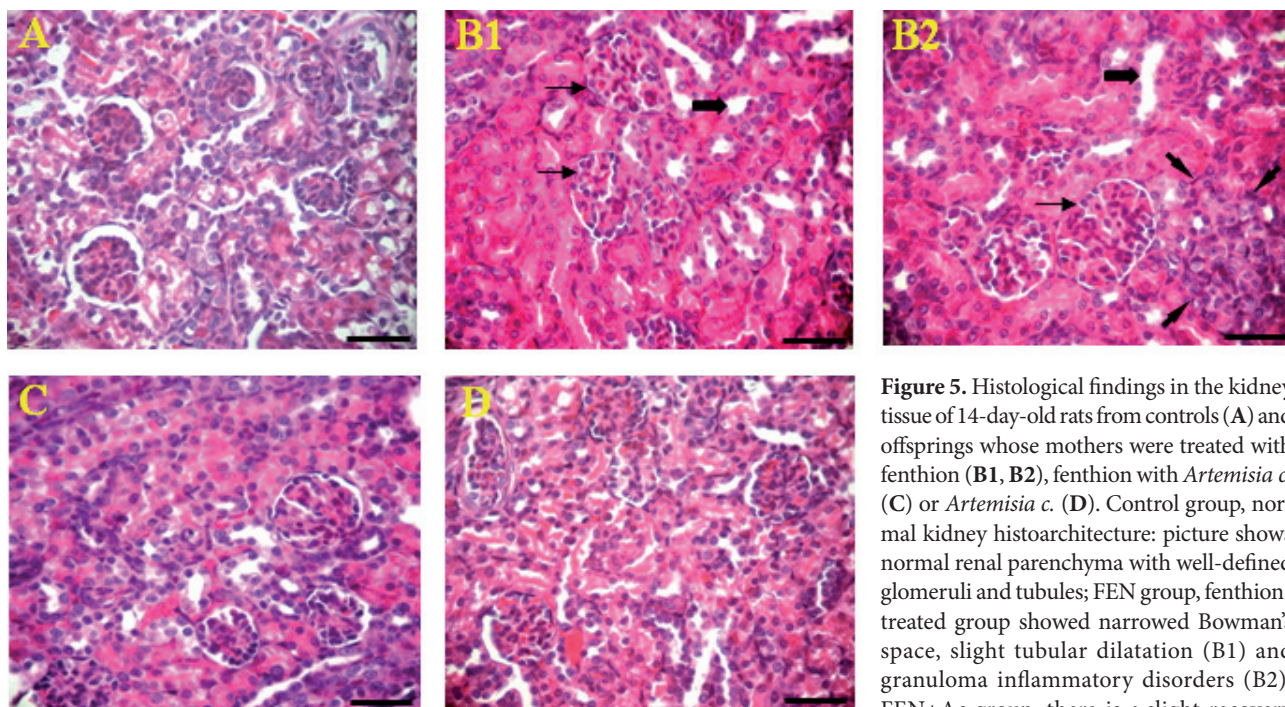 A
B1
B2
C
D
Figure 5. Histological findings in the kidney
tissue of 14-day-old rats from controls (A) and
offsprings whose mothers were treated with
fenthion (B1, B2), fenthion with Artemisia c.
(C) or Artemisia c. (D). Control group, nor
mal kidney histoarchitecture: picture shows
normal renal parenchyma with well-defined
glomeruli and tubules; FEN group, fenthion
treated group showed narrowed Bowman's
space, slight tubular dilatation (B1) and
granuloma inflammatory disorders (B2)